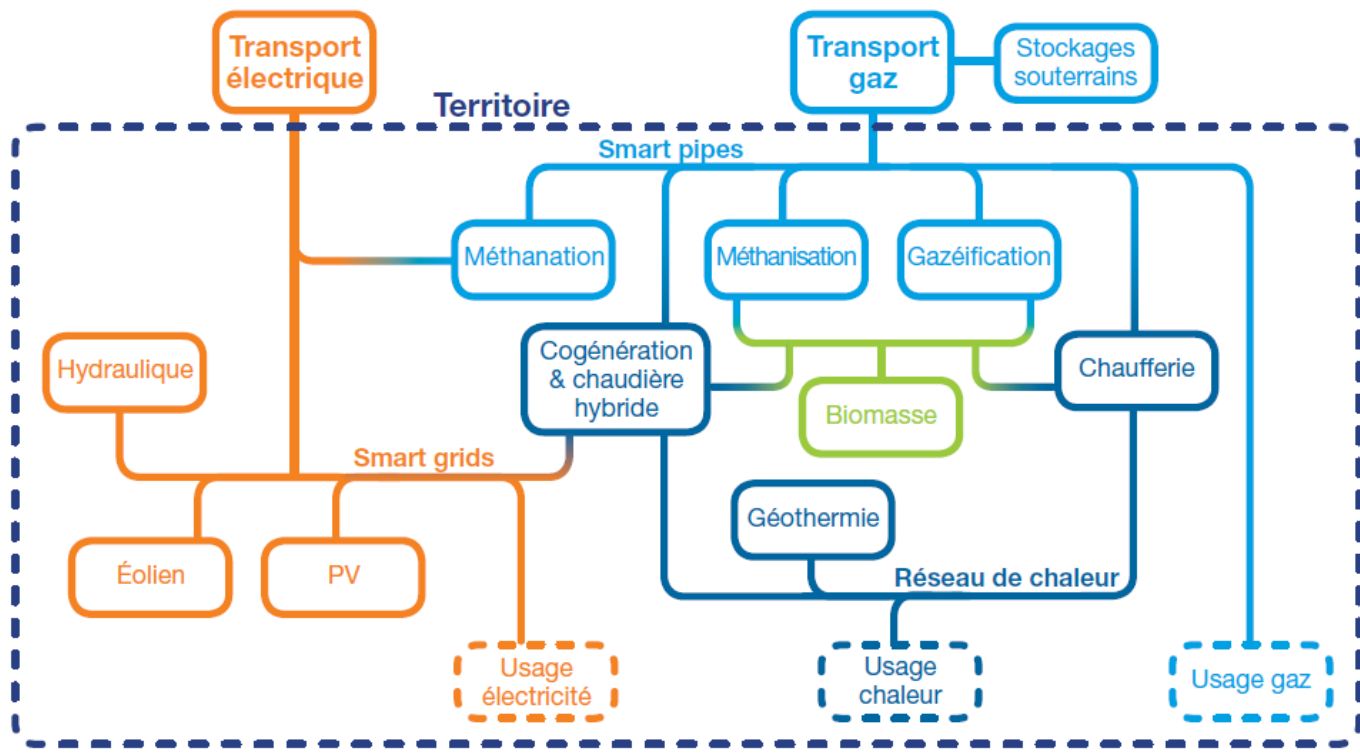 Transport
électrique
Transport
gaz
Stockages
souterrains
Territoire
Smart pipes
Méthanation
Méthanisation
Gazéification
Hydraulique
Cogénération
& chaudière
hybride
Chaufferie
Biomasse
Smart grids
Géothermie
Éolien
PV
Réseau de chaleur
Usage
électricité
Usage
chaleur
Usage gaz